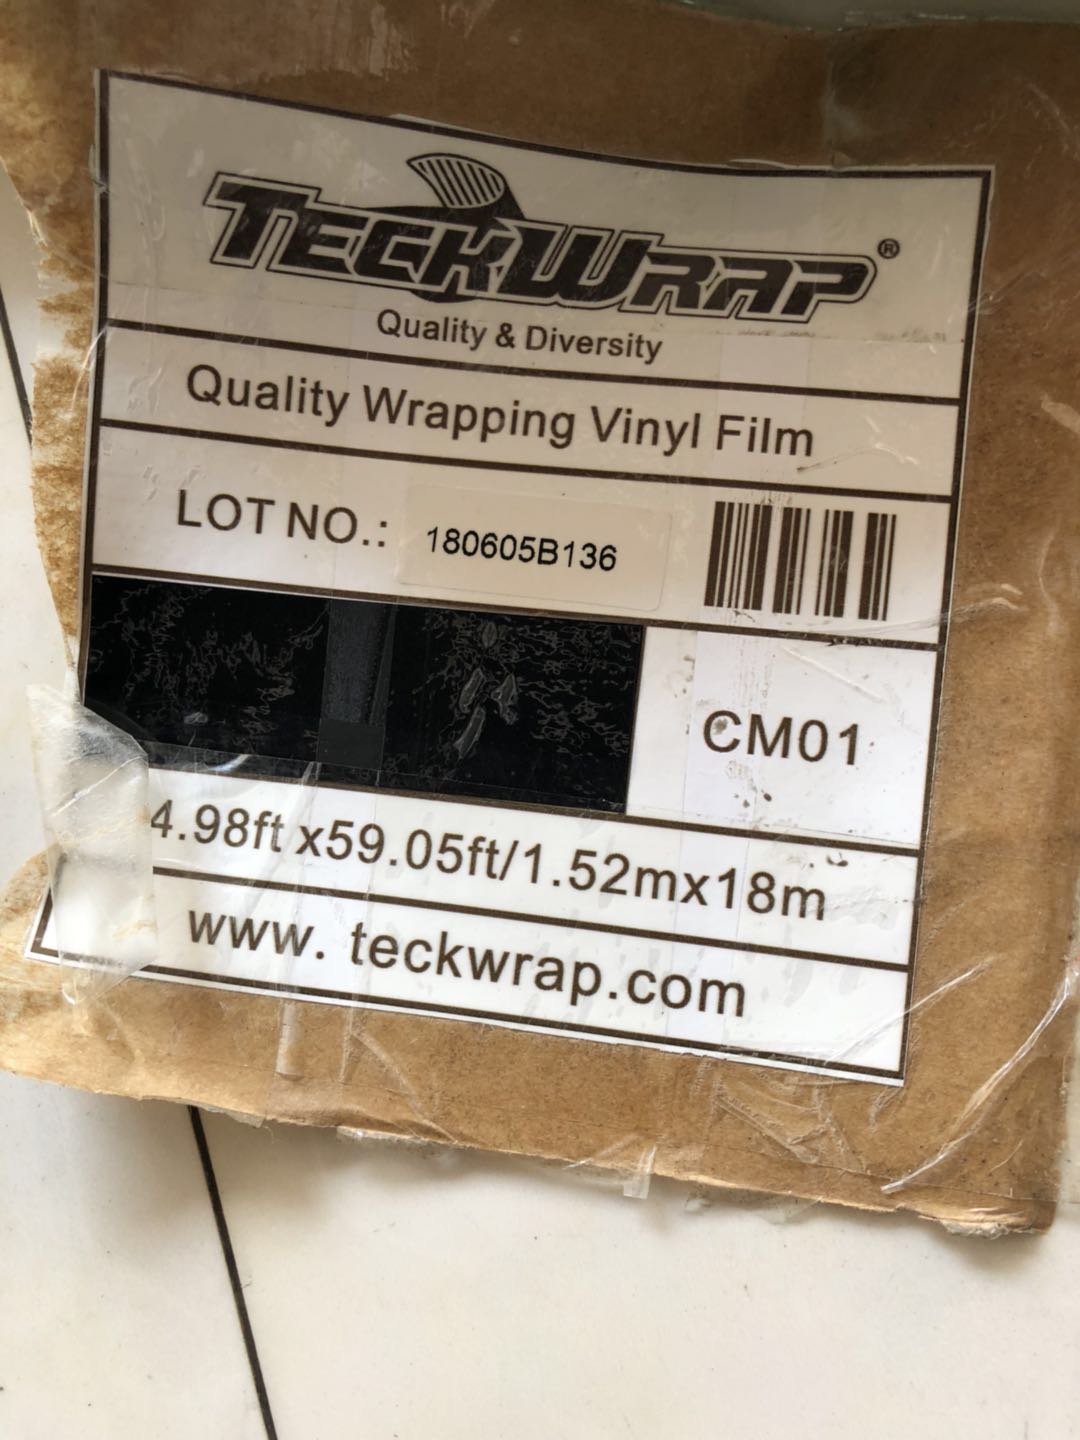 TECKWRAP®
Quality & Diversity
Quality Wrapping Vinyl Film
LOT NO.: 180605B136
CM01
4.98ft x59.05ft/1.52mx18m
www. teckwrap.com